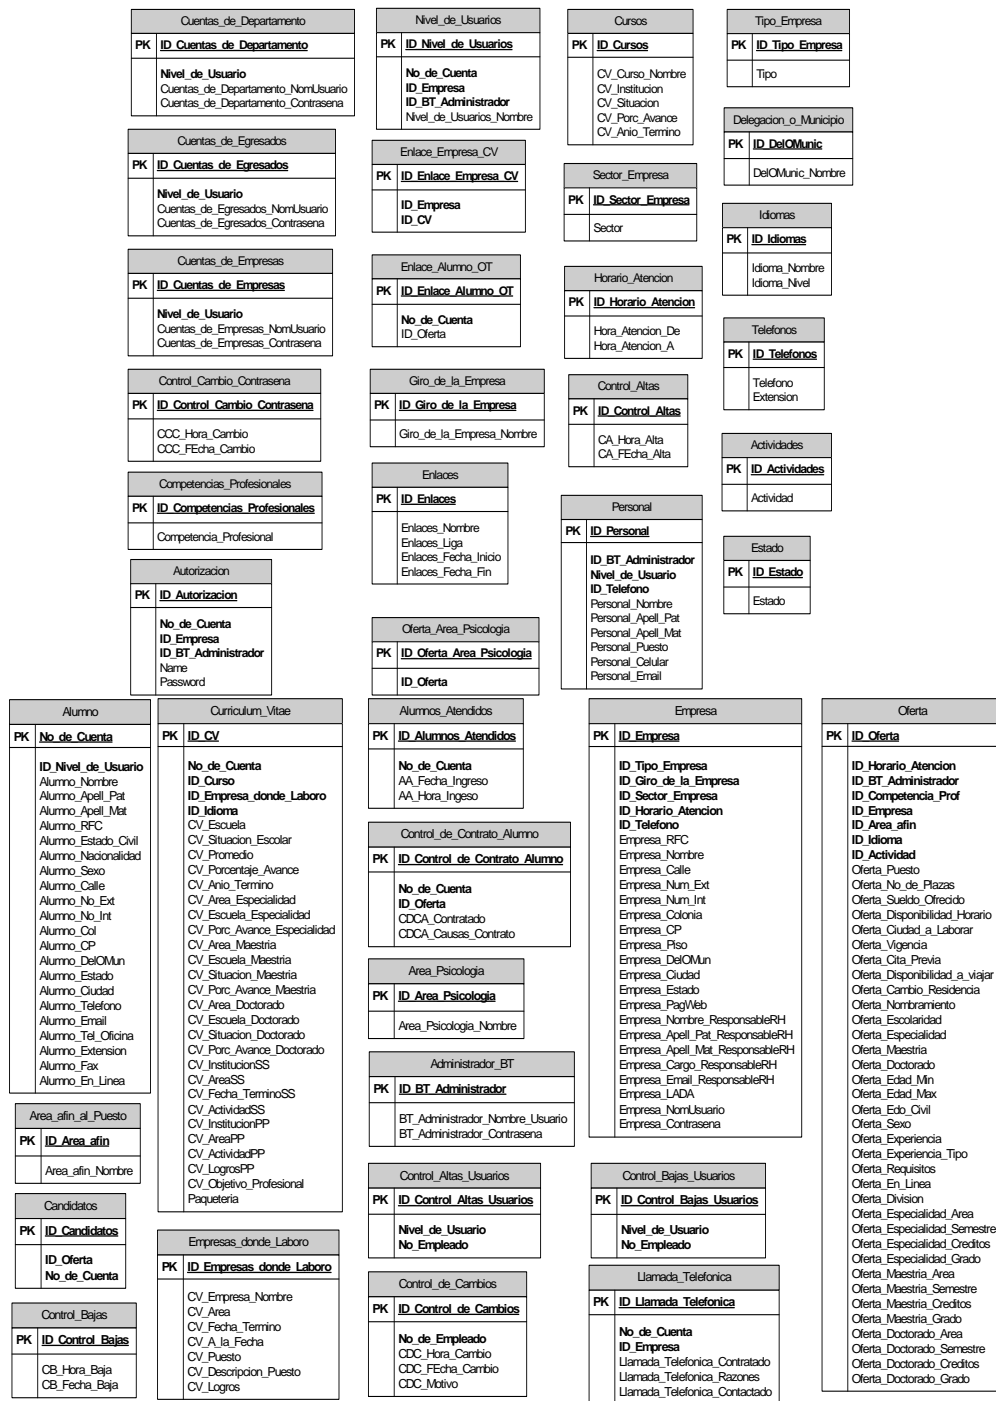 Cuentas_de_Departamento
PK ID_Cuentas_de_Departamento
Nivel_de_Usuario
Cuentas_de_Departamento_NomUsuario
Cuentas_de_Departamento_Contrasena
Cuentas_de_Egresados
PK ID_Cuentas_de_Egresados
Nivel_de_Usuario
Cuentas_de_Egresados_NomUsuario
Cuentas_de_Egresados_Contrasena
Cuentas_de_Empresas
PK ID_Cuentas_de_Empresas
Nivel_de_Usuario
Cuentas_de_Empresas_NomUsuario
Cuentas_de_Empresas_Contrasena
Control_Cambio_Contrasena
PK ID_Control_Cambio_Contrasena
CCC_Hora_Cambio
CCC_FEcha_Cambio
Competencias_Profesionales
PK ID_Competencias_Profesionales
Competencia_Profesional
Autorizacion
PK ID_Autorizacion
No_de_Cuenta
ID_Empresa
ID_BT_Administrador
Name
Password
Nivel_de_Usuarios
PK ID_Nivel_de_Usuarios
No_de_Cuenta
ID_Empresa
ID_BT_Administrador
Nivel_de_Usuarios_Nombre
Enlace_Empresa_CV
PK ID_Enlace_Empresa_CV
ID_Empresa
ID_CV
Enlace_Alumno_OT
PK ID_Enlace_Alumno_OT
No_de_Cuenta
ID_Oferta
Giro_de_la_Empresa
PK ID_Giro_de_la_Empresa
Giro_de_la_Empresa_Nombre
Enlaces
PK ID_Enlaces
Enlaces_Nombre
Enlaces_Liga
Enlaces_Fecha_Inicio
Enlaces_Fecha_Fin
Oferta_Area_Psicologia
PK ID_Oferta_Area_Psicologia
ID_Oferta
Cursos
PK ID_Cursos
CV_Curso_Nombre
CV_Institucion
CV_Situacion
CV_Porc_Avance
CV_Anio_Termino
Sector_Empresa
PK ID_Sector_Empresa
Sector
Horario_Atencion
PK ID_Horario_Atencion
Hora_Atencion_De
Hora_Atencion_A
Control_Altas
PK ID_Control_Altas
CA_Hora_Alta
CA_FEcha_Alta
Personal
PK ID_Personal
ID_BT_Administrador
Nivel_de_Usuario
ID_Telefono
Personal_Nombre
Personal_Apell_Pat
Personal_Apell_Mat
Personal_Puesto
Personal_Celular
Personal_Email
Tipo_Empresa
PK ID_Tipo_Empresa
Tipo
Delegacion_o_Municipio
PK ID_DelOMunic
DelOMunic_Nombre
Idiomas
PK ID_Idiomas
Idioma_Nombre
Idioma_Nivel
Telefonos
PK ID_Telefonos
Telefono
Extension
Actividades
PK ID_Actividades
Actividad
Estado
PK ID_Estado
Estado
Alumno
PK No_de_Cuenta
ID_Nivel_de_Usuario
Alumno_Nombre
Alumno_Apell_Pat
Alumno_Apell_Mat
Alumno_RFC
Alumno_Estado_Civil
Alumno_Nacionalidad
Alumno_Sexo
Alumno_Calle
Alumno_No_Ext
Alumno_No_Int
Alumno_Col
Alumno_CP
Alumno_DelOMun
Alumno_Estado
Alumno_Ciudad
Alumno_Telefono
Alumno_Email
Alumno_Tel_Oficina
Alumno_Extension
Alumno_Fax
Alumno_En_Linea
Area_afin_al_Puesto
PK ID_Area_afin
Area_afin_Nombre
Candidatos
PK ID_Candidatos
ID_Oferta
No_de_Cuenta
Control_Bajas
PK ID_Control_Bajas
CB_Hora_Baja
CB_Fecha_Baja
Curriculum_Vitae
PK ID_CV
No_de_Cuenta
ID_Curso
ID_Empresa_donde_Laboro
ID_Idioma
CV_Escuela
CV_Situacion_Escolar
CV_Promedio
CV_Porcentaje_Avance
CV_Anio_Termino
CV_Area_Especialidad
CV_Escuela_Especialidad
CV_Porc_Avance_Especialidad
CV_Area_Maestria
CV_Escuela_Maestria
CV_Situacion_Maestria
CV_Porc_Avance_Maestria
CV_Area_Doctorado
CV_Escuela_Doctorado
CV_Situacion_Doctorado
CV_Porc_Avance_Doctorado
CV_InstitucionSS
CV_AreaSS
CV_Fecha_TerminoSS
CV_ActividadSS
CV_InstitucionPP
CV_AreaPP
CV_ActividadPP
CV_LogrosPP
CV_Objetivo_Profesional
Paqueteria
Empresas_donde_Laboro
PK ID_Empresas_donde_Laboro
CV_Empresa_Nombre
CV_Area
CV_Fecha_Termino
CV_A_la_Fecha
CV_Puesto
CV_Descripcion_Puesto
CV_Logros
Alumnos_Atendidos
PK ID_Alumnos_Atendidos
No_de_Cuenta
AA_Fecha_Ingreso
AA_Hora_Ingeso
Control_de_Contrato_Alumno
PK ID_Control_de_Contrato_Alumno
No_de_Cuenta
ID_Oferta
CDCA_Contratado
CDCA_Causas_Contrato
Area_Psicologia
PK ID_Area_Psicologia
Area_Psicologia_Nombre
Administrador_BT
PK ID_BT_Administrador
BT_Administrador_Nombre_Usuario
BT_Administrador_Contrasena
Control_Altas_Usuarios
PK ID_Control_Altas_Usuarios
Nivel_de_Usuario
No_Empleado
Control_de_Cambios
PK ID_Control_de_Cambios
No_de_Empleado
CDC_Hora_Cambio
CDC_FEcha_Cambio
CDC_Motivo
Empresa
PK ID_Empresa
ID_Tipo_Empresa
ID_Giro_de_la_Empresa
ID_Sector_Empresa
ID_Horario_Atencion
ID_Telefono
Empresa_RFC
Empresa_Nombre
Empresa_Calle
Empresa_Num_Ext
Empresa_Num_Int
Empresa_Colonia
Empresa_CP
Empresa_Piso
Empresa_DelOMun
Empresa_Ciudad
Empresa_Estado
Empresa_PagWeb
Empresa_Nombre_ResponsableRH
Empresa_Apell_Pat_ResponsableRH
Empresa_Apell_Mat_ResponsableRH
Empresa_Cargo_ResponsableRH
Empresa_Email_ResponsableRH
Empresa_LADA
Empresa_NomUsuario
Empresa_Contrasena
Control_Bajas_Usuarios
PK ID_Control_Bajas_Usuarios
Nivel_de_Usuario
No_Empleado
Llamada_Telefonica
PK ID_Llamada_Telefonica
No_de_Cuenta
ID_Empresa
Llamada_Telefonica_Contratado
Llamada_Telefonica_Razones
Llamada_Telefonica_Contactado
Oferta
PK ID_Oferta
ID_Horario_Atencion
ID_BT_Administrador
ID_Competencia_Prof
ID_Empresa
ID_Area_afin
ID_Idioma
ID_Actividad
Oferta_Puesto
Oferta_No_de_Plazas
Oferta_Sueldo_Ofrecido
Oferta_Disponibilidad_Horario
Oferta_Ciudad_a_Laborar
Oferta_Vigencia
Oferta_Cita_Previa
Oferta_Disponibilidad_a_viajar
Oferta_Cambio_Residencia
Oferta_Nombramiento
Oferta_Escolaridad
Oferta_Especialidad
Oferta_Maestria
Oferta_Doctorado
Oferta_Edad_Min
Oferta_Edad_Max
Oferta_Edo_Civil
Oferta_Sexo
Oferta_Experiencia
Oferta_Experiencia_Tipo
Oferta_Requisitos
Oferta_En_Linea
Oferta_Division
Oferta_Especialidad_Area
Oferta_Especialidad_Semestre
Oferta_Especialidad_Creditos
Oferta_Especialidad_Grado
Oferta_Maestria_Area
Oferta_Maestria_Semestre
Oferta_Maestria_Creditos
Oferta_Maestria_Grado
Oferta_Doctorado_Area
Oferta_Doctorado_Semestre
Oferta_Doctorado_Creditos
Oferta_Doctorado_Grado